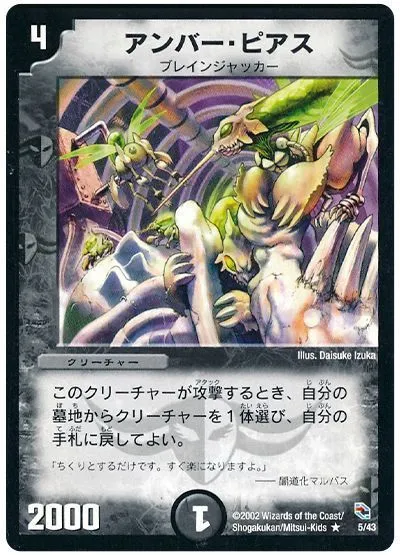 4
アンバー・ピアス
ブレインジャッカー
Illus. Daisuke Izuka
クリーチャー
このクリーチャーが攻撃するとき、自分の
墓地からクリーチャーを1体選び、自分の
手札に戻してよい。
「ちくりとするだけです。すぐ楽になりますよ」
── 闇道化マルバス
2000
1
©2002 Wizards of the Coast/
Shogakukan/Mitsui-Kids ★ 5/43